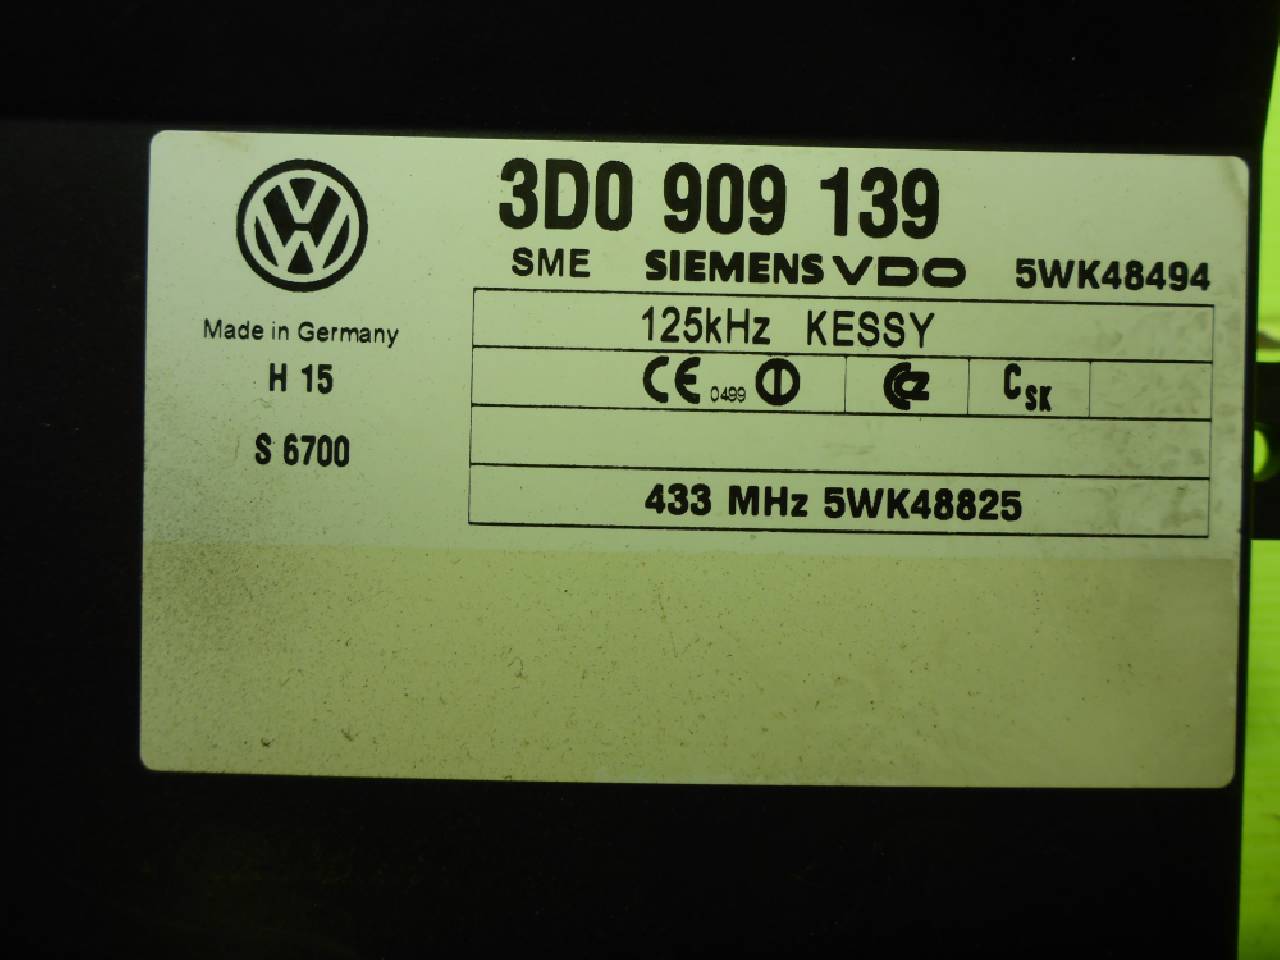 3D0 909 139
SME SIEMENS VDO 5WK48494
Made in Germany
H 15
S 6700
125kHz KESSY
CE 0499
C SK
433 MHz 5WK48825